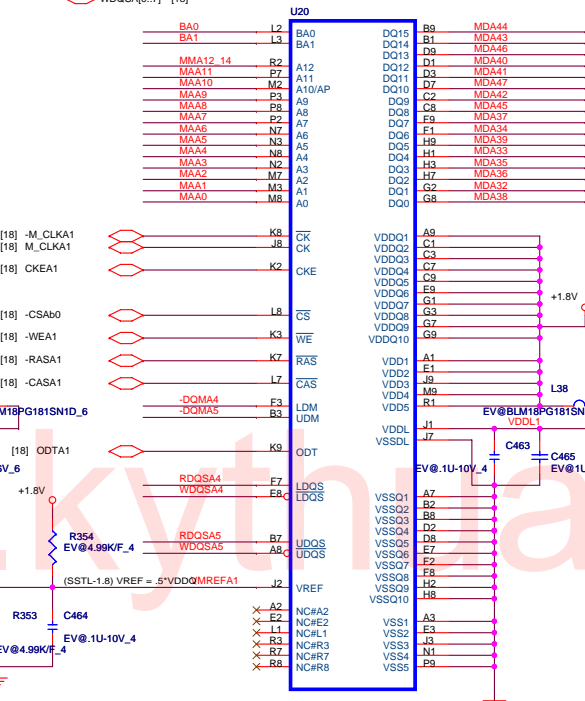 U20
BA0 L2 BA0 DQ15 B9 MDA44
BA1 L3 BA1 DQ14 B1 MDA43
DQ13 D9 MDA46
MMA12_14 R2 A12 DQ12 D1 MDA40
MAA11 P7 A11 DQ11 D3 MDA41
MAA10 M2 A10/AP DQ10 D7 MDA47
MAA9 P3 A9 DQ9 C2 MDA42
MAA8 P8 A8 DQ8 C8 MDA45
MAA7 P2 A7 DQ7 F9 MDA37
MAA6 N7 A6 DQ6 F1 MDA34
MAA5 N3 A5 DQ5 H9 MDA39
MAA4 N8 A4 DQ4 H1 MDA33
MAA3 N2 A3 DQ3 H3 MDA35
MAA2 M7 A2 DQ2 H7 MDA36
MAA1 M3 A1 DQ1 G2 MDA32
MAA0 M8 A0 DQ0 G8 MDA38
[18] -M_CLKA1 K8 CK VDDQ1 A9
[18] M_CLKA1 J8 CK VDDQ2 C1
VDDQ3 C3
[18] CKEA1 K2 CKE VDDQ4 C7
VDDQ5 C9
VDDQ6 E9
VDDQ7 G1
+1.8V
[18] -CSAb0 L8 CS VDDQ8 G3
VDDQ9 G7
[18] -WEA1 K3 WE VDDQ10 G9
[18] -RASA1 K7 RAS VDD1 A1
VDD2 E1
[18] -CASA1 L7 CAS VDD3 J9
VDD4 M9
L38
-DQMA4 F3 LDM VDD5 R1
M18PG181SN1D_6
EV@BLM18PG181SN
-DQMA5 B3 UDM
VDDL J1 VDDL1
VSSDL J7
[18] ODTA1 K9 ODT
C463
C465
EV@.1U-10V_4
EV@1U
6V_6
RDQSA4 F7 LDQS
WDQSA4 E8 LDQS VSSQ1 A7
+1.8V
VSSQ2 B2
VSSQ3 B8
VSSQ4 D2
R354
EV@4.99K/F_4
RDQSA5 B7 UDQS VSSQ5 D8
WDQSA5 A8 UDQS VSSQ6 E7
VSSQ7 F2
VSSQ8 F8
(SSTL-1.8) VREF = .5*VDDQ VMREFA1 J2 VREF VSSQ9 H2
VSSQ10 H8
NC#A2 A2
NC#E2 E2 VSS1 A3
R353 C464
NC#L1 L1 VSS2 E3
EV@.1U-10V_4
NC#R3 R3 VSS3 J3
EV@4.99K/F_4
NC#R7 R7 VSS4 N1
NC#R8 R8 VSS5 P9
.kythua